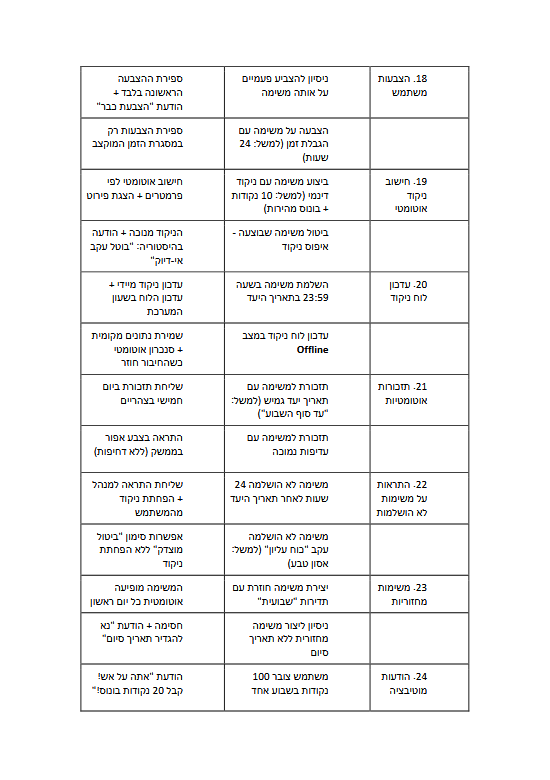 18. הצבעות
משתמש
ניסיון להצביע פעמיים
על אותה משימה
ספירת ההצבעה
הראשונה בלבד +
הודעת "הצבעת כבר"
הצבעה על משימה עם
הגבלת זמן (למשל: 24
שעות)
ספירת הצבעות רק
במסגרת הזמן המוקצב
19. חישוב
ניקוד
אוטומטי
ביצוע משימה עם ניקוד
דינמי (למשל: 10 נקודות
+ בונוס מהירות)
חישוב אוטומטי לפי
פרמטרים + הצגת פירוט
ביטול משימה שבוצעה -
איפוס ניקוד
הניקוד מנוכה + הודעה
בהיסטוריה: "בוטל עקב
אי-דיוק"
20. עדכון
לוח ניקוד
השלמת משימה בשעה
23:59 בתאריך היעד
עדכון ניקוד מיידי +
עדכון הלוח בשעון
המערכת
עדכון לוח ניקוד במצב
Offline
שמירת נתונים מקומית
+ סנכרון אוטומטי
כשהחיבור חוזר
21. תזכורות
אוטומטיות
תזכורת למשימה עם
תאריך יעד גמיש (למשל:
"עד סוף השבוע")
שליחת תזכורת ביום
חמישי בצהריים
תזכורת למשימה עם
עדיפות נמוכה
התראה בצבע אפור
בממשק (ללא דחיפות)
22. התראות
על משימות
לא הושלמות
משימה לא הושלמה 24
שעות לאחר תאריך היעד
שליחת התראה למנהל
+ הפחתת ניקוד
מהמשתמש
משימה לא הושלמה
עקב "כוח עליון" (למשל:
אסון טבע)
אפשרות סימון "ביטול
מוצדק" ללא הפחתת
ניקוד
23. משימות
מחזוריות
יצירת משימה חוזרת עם
תדירות "שבועית"
המשימה מופיעה
אוטומטית כל יום ראשון
ניסיון ליצור משימה
מחזורית ללא תאריך
סיום
חסימה + הודעת "נא
להגדיר תאריך סיום"
24. הודעות
מוטיבציה
משתמש צובר 100
נקודות בשבוע אחד
הודעת "אתה על אש!
קבל 20 נקודות בונוס!"